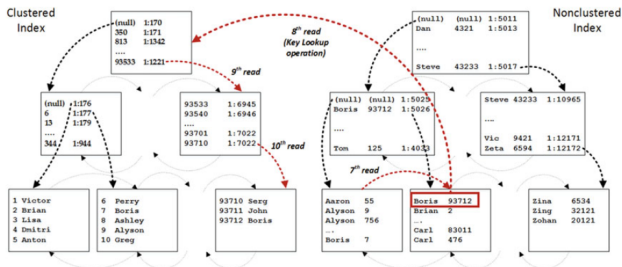 Clustered
Index
(null) 1:170
350 1:171
813 1:1342
....
93533 1:1221
8th read
(Key Lookup
operation)
(null) (null) 1:5011
Dan 4321 1:5013
....
Steve 43233 1:5017
Nonclustered
Index
9th read
(null) 1:176
6 1:177
13 1:179
....
344 1:944
93533 1:6945
93540 1:6946
....
93701 1:7022
93710 1:7022
10th read
(null) (null) 1:5025
Boris 93712 1:5026
....
Tom 125 1:4033
Steve 43233 1:10965
....
Vic 9421 1:12171
Zeta 6594 1:12172
7th read
1 Victor
2 Brian
3 Lisa
4 Dmitri
5 Anton
6 Perry
7 Boris
8 Ashley
9 Alyson
10 Greg
93710 Serg
93711 John
93712 Boris
Aaron 55
Alyson 9
Alyson 756
….
Boris 7
Boris 93712
Brian 2
….
Carl 83011
Carl 476
Zina 6534
Zing 32121
Zohan 20121